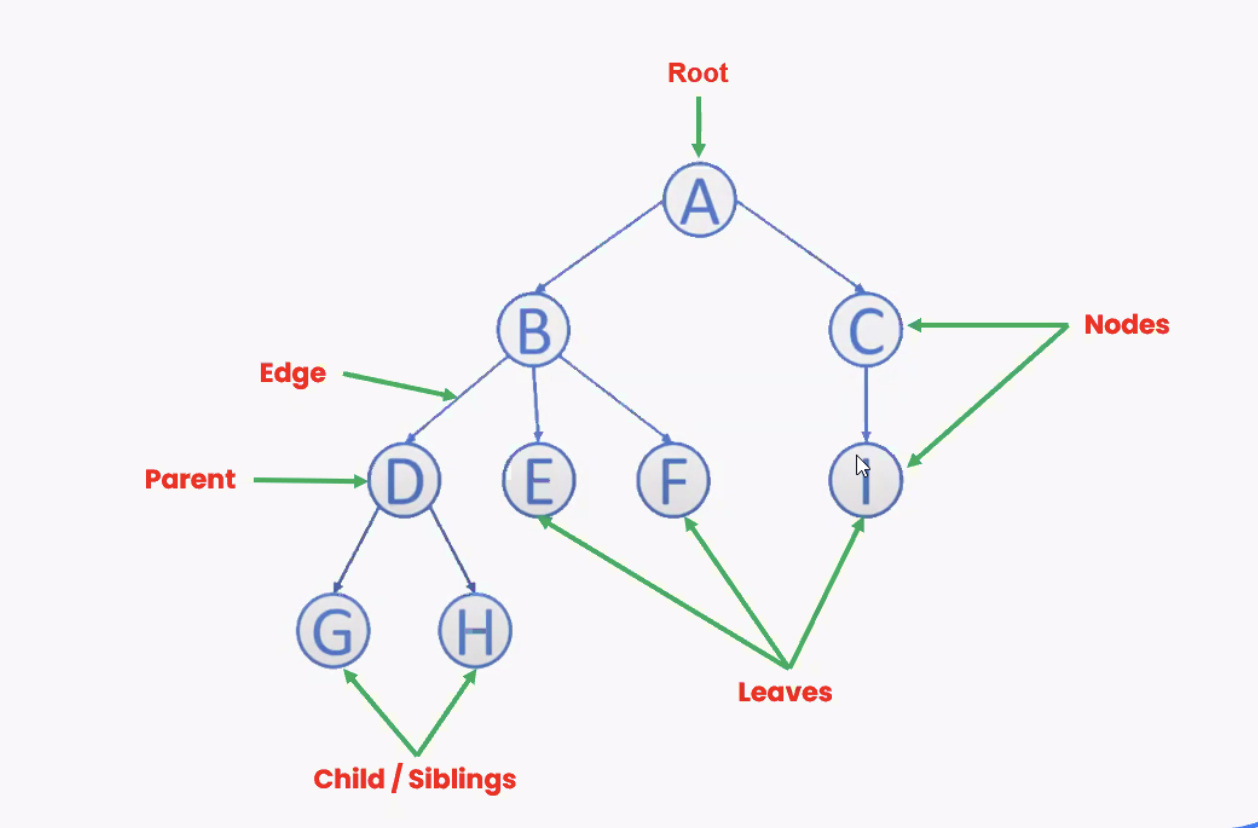 Root
A
B
C
Nodes
Edge
Parent
D
E
F
I
G
H
Leaves
Child / Siblings